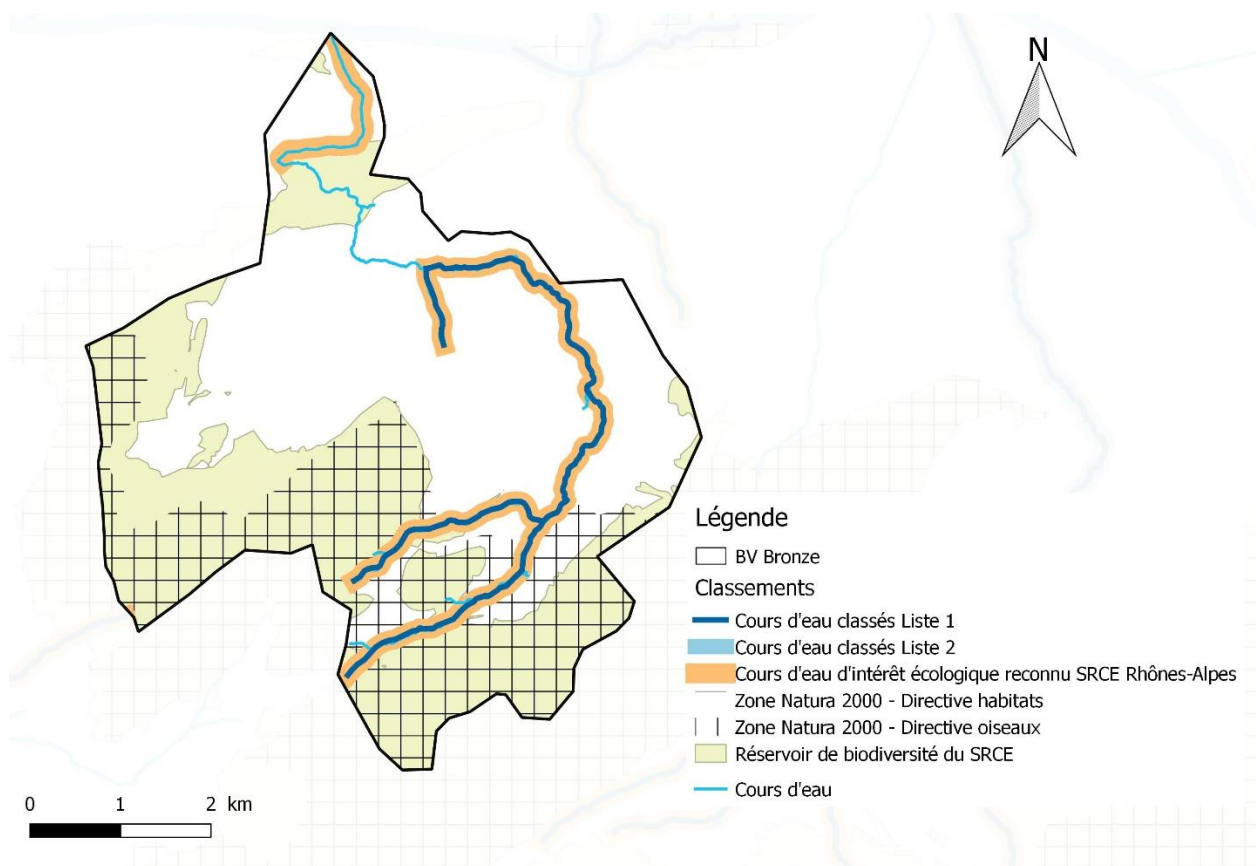 N
Légende
BV Bronze
Classements
Cours d'eau classés Liste 1
Cours d'eau classés Liste 2
Cours d'eau d'intérêt écologique reconnu SRCE Rhônes-Alpes
Zone Natura 2000 - Directive habitats
Zone Natura 2000 - Directive oiseaux
Réservoir de biodiversité du SRCE
Cours d'eau
0 1 2 km